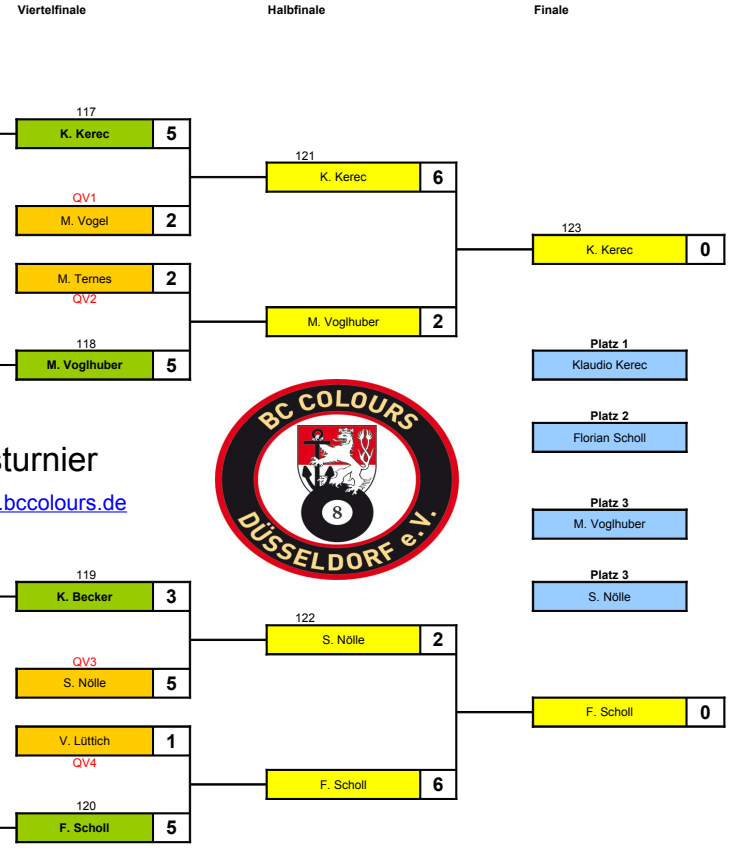 Viertelfinale
Halbfinale
Finale
117
K. Kerec 5
121
K. Kerec 6
QV1
M. Vogel 2
123
K. Kerec 0
M. Ternes 2
QV2
M. Voglhuber 2
118
M. Voglhuber 5
Platz 1
Klaudio Kerec
BC COLOURS
8
DÜSSELDORF e.V.
Platz 2
Florian Scholl
sturnier
.bccolours.de
Platz 3
M. Voglhuber
119
K. Becker 3
Platz 3
S. Nölle
122
S. Nölle 2
QV3
S. Nölle 5
F. Scholl 0
V. Lüttich 1
QV4
F. Scholl 6
120
F. Scholl 5